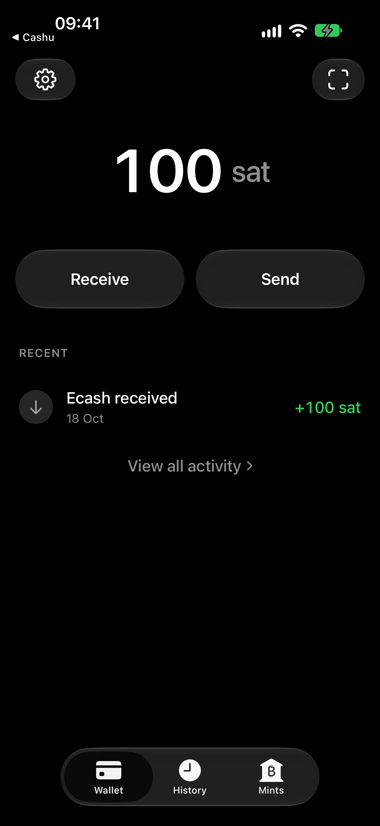 09:41
◀ Cashu
100 sat
Receive
Send
RECENT
Ecash received
18 Oct
+100 sat
View all activity >
Wallet
History
Mints